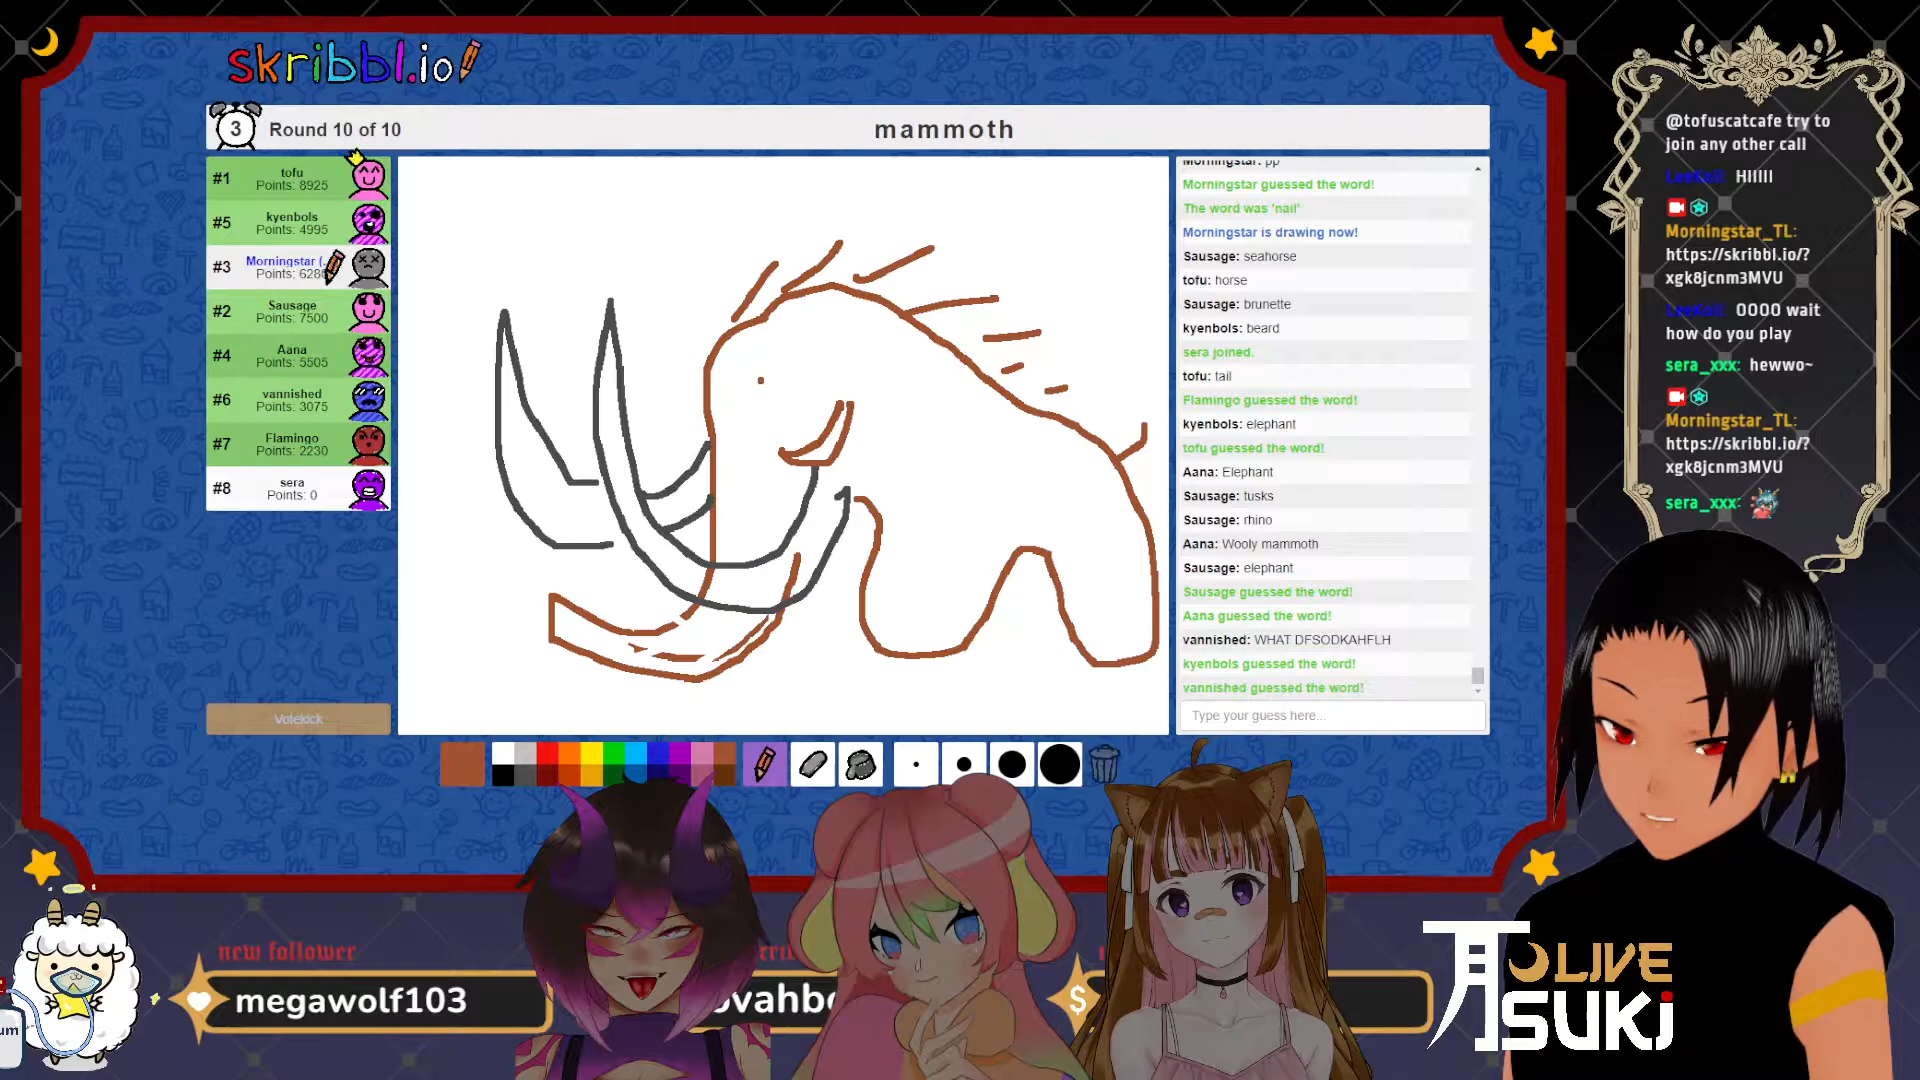 skribbl.io
3
Round 10 of 10
mammoth
#1
tofu
Points: 8925
#5
kyenbols
Points: 4995
#3
Morningstar (
Points: 6280
#2
Sausage
Points: 7500
#4
Aana
Points: 5505
#6
vannished
Points: 3075
#7
Flamingo
Points: 2230
#8
sera
Points: 0
Votekick
Morningstar: pp
Morningstar guessed the word!
The word was 'nail'
Morningstar is drawing now!
Sausage: seahorse
tofu: horse
Sausage: brunette
kyenbols: beard
sera joined.
tofu: tail
Flamingo guessed the word!
kyenbols: elephant
tofu guessed the word!
Aana: Elephant
Sausage: tusks
Sausage: rhino
Aana: Wooly mammoth
Sausage: elephant
Sausage guessed the word!
Aana guessed the word!
vannished: WHAT DFSODKAHFLH
kyenbols guessed the word!
vannished guessed the word!
Type your guess here...
@tofuscatcafe try to
join any other call
HIIIII
Morningstar_TL:
https://skribbl.io/?
xgk8jcnm3MVU
OOOO wait
how do you play
sera_xxx: hewwo~
Morningstar_TL:
https://skribbl.io/?
xgk8jcnm3MVU
sera_xxx:
new follower
megawolf103
ovahb
$
月
LIVE
TSUKi